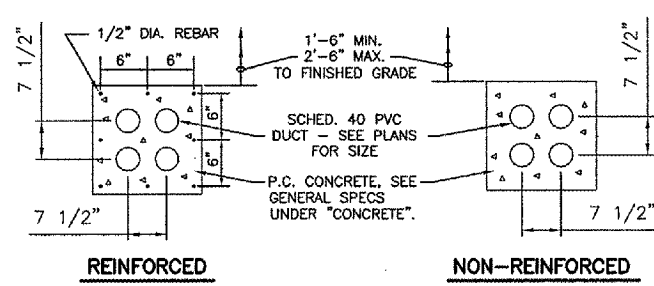 1/2" DIA. REBAR
6" 6"
1'-6" MIN.
2'-6" MAX.
TO FINISHED GRADE
7 1/2"
7 1/2"
6"
6"
SCHED. 40 PVC
DUCT - SEE PLANS
FOR SIZE
P.C. CONCRETE, SEE
GENERAL SPECS
UNDER "CONCRETE".
7 1/2"
7 1/2"
REINFORCED
NON-REINFORCED